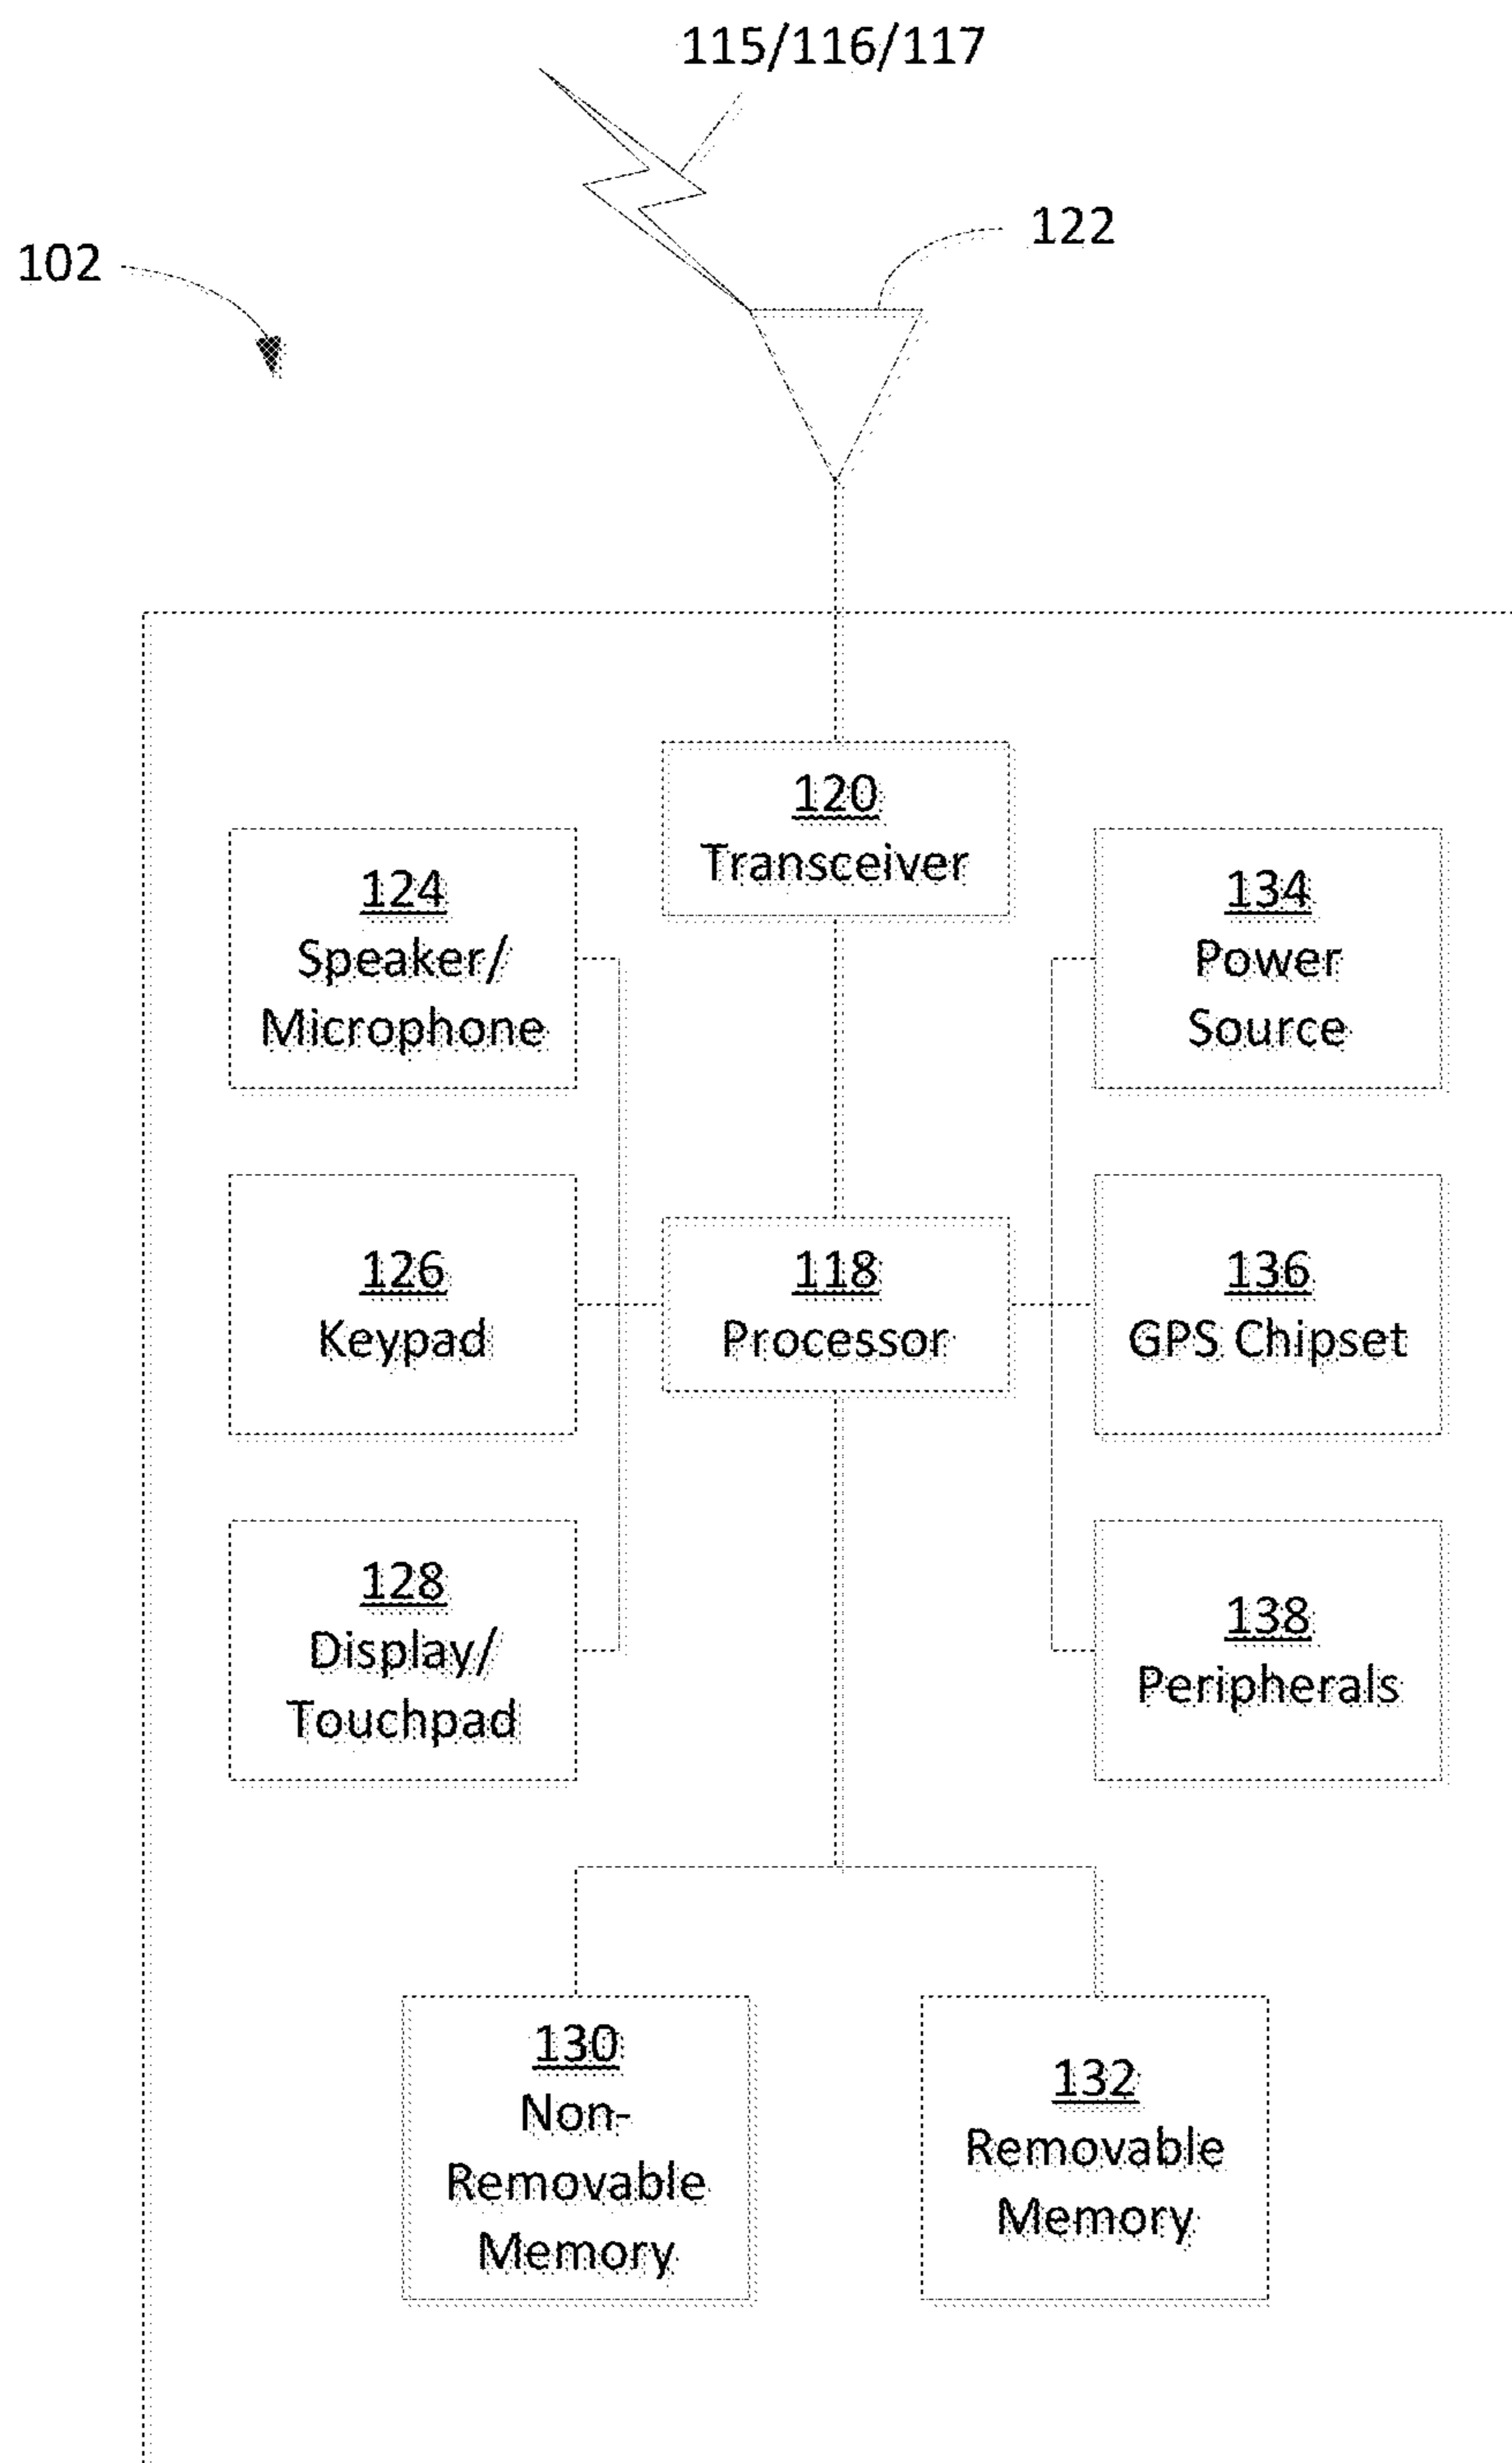 115/116/117
122
102
120
Transceiver
124
Speaker/
Microphone
134
Power
Source
126
Keypad
118
Processor
136
GPS Chipset
128
Display/
Touchpad
138
Peripherals
130
Non-
Removable
Memory
132
Removable
Memory